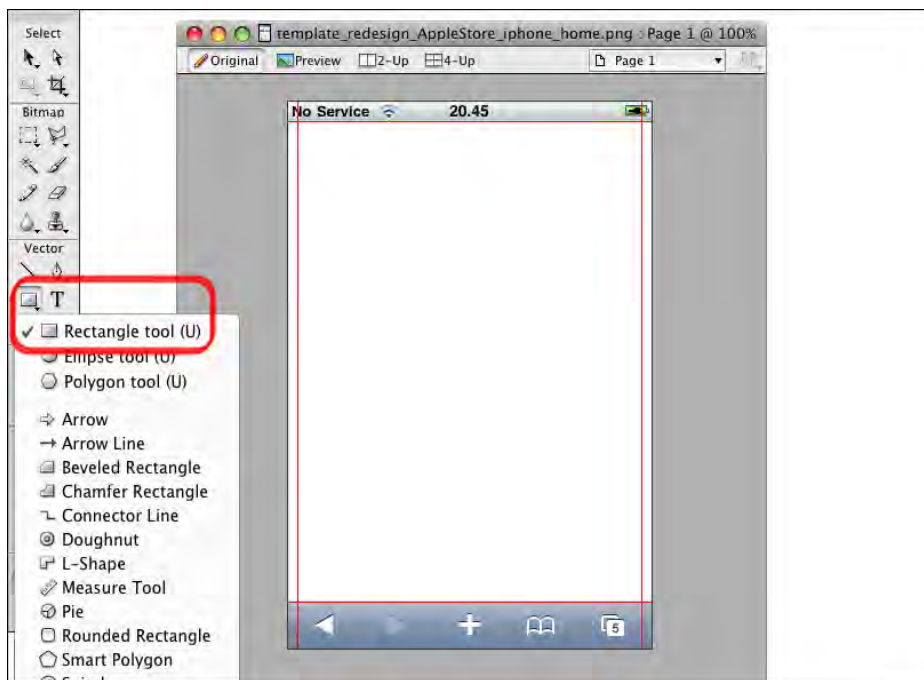 Select
template_redesign_AppleStore_iphone_home.png : Page 1 @ 100%
Original Preview 2-Up 4-Up Page 1
Bitmap
No Service 20.45
Vector
T
Rectangle tool (U)
Ellipse tool (U)
Polygon tool (U)
Arrow
Arrow Line
Beveled Rectangle
Chamfer Rectangle
Connector Line
Doughnut
L-Shape
Measure Tool
Pie
5
Rounded Rectangle
Smart Polygon